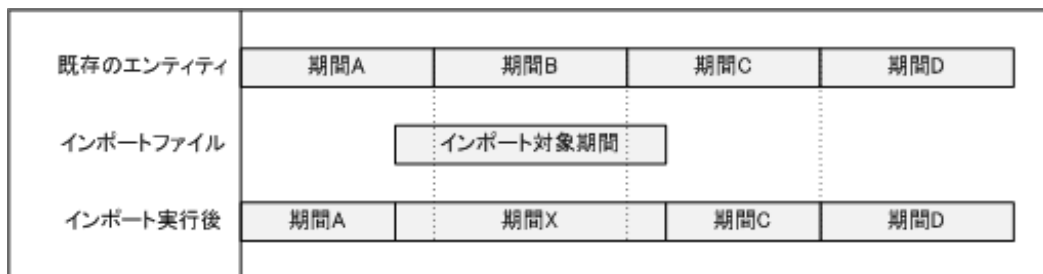 既存のエンティティ 期間A 期間B 期間C 期間D
インポートファイル インポート対象期間
インポート実行後 期間A 期間X 期間C 期間D